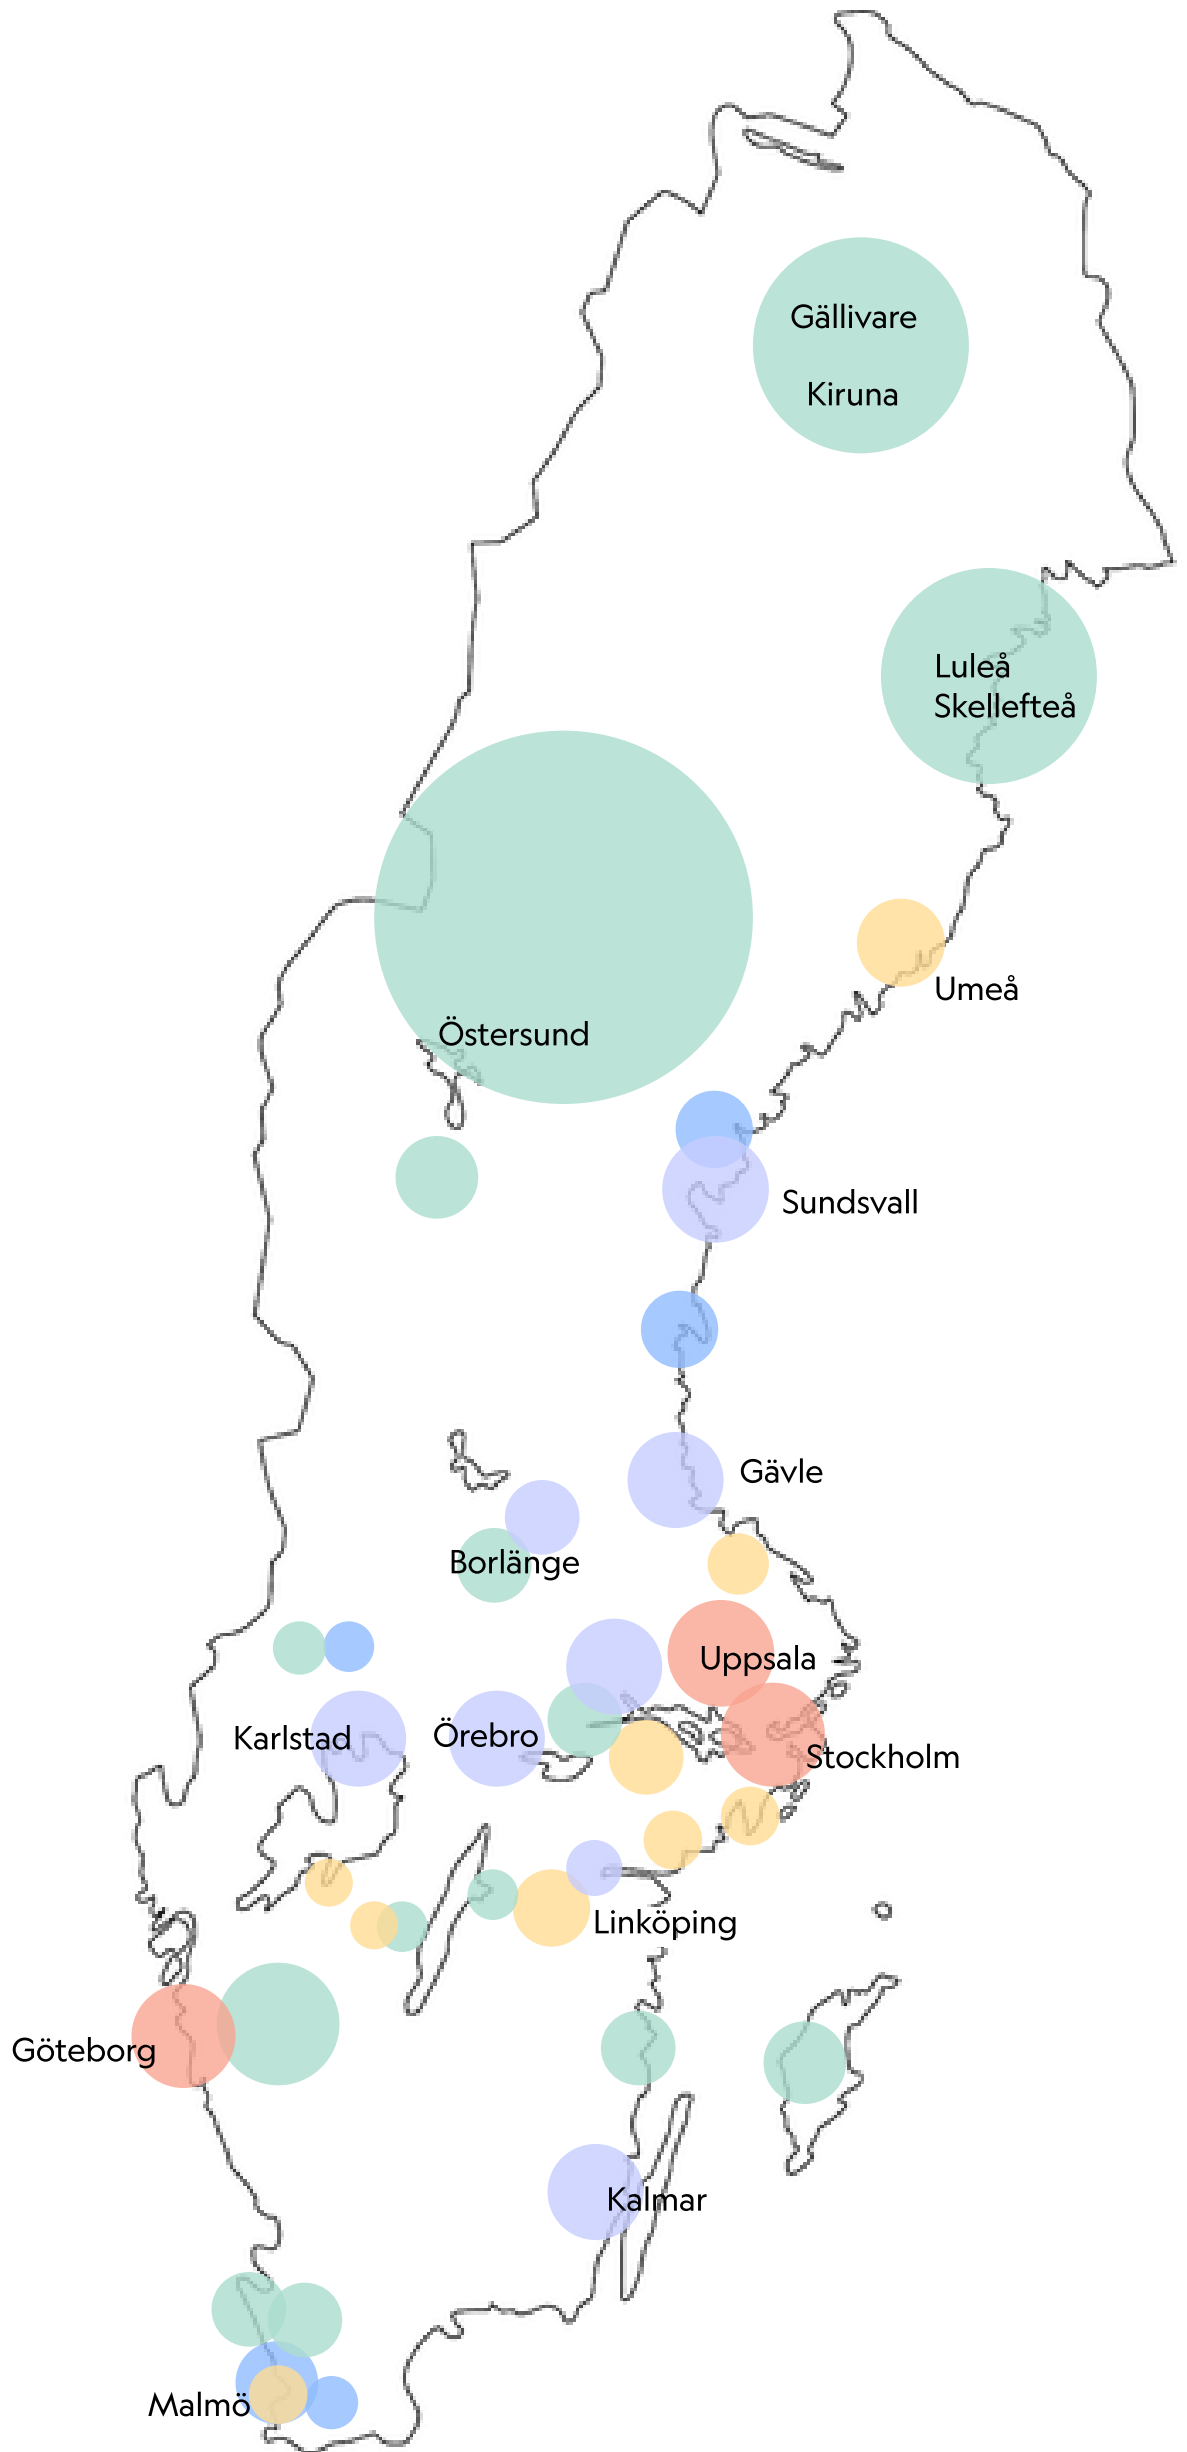 Gällivare
Kiruna
Luleå
Skellefteå
Umeå
Östersund
Sundsvall
Gävle
Borlänge
Uppsala
Karlstad
Örebro
Stockholm
Linköping
Göteborg
Kalmar
Malmö